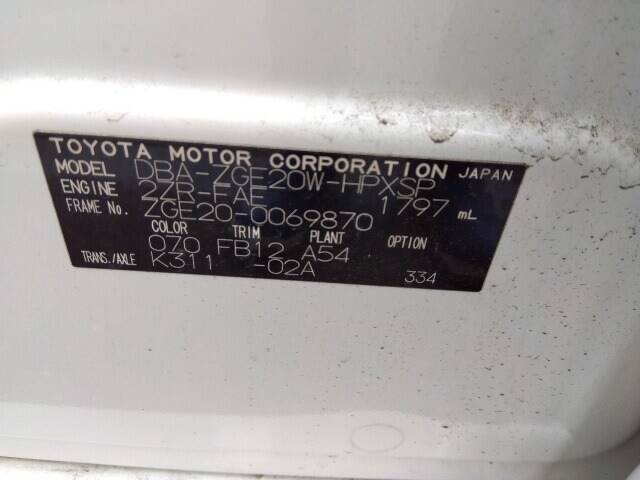 TOYOTA MOTOR CORPORATION JAPAN
MODEL DBA-ZGE20W-HPXSP
ENGINE 2ZR-FAE 1797 mL
FRAME No. ZGE20-0069870
COLOR TRIM PLANT OPTION
070 FB12 A54
TRANS./AXLE K311 -02A 334